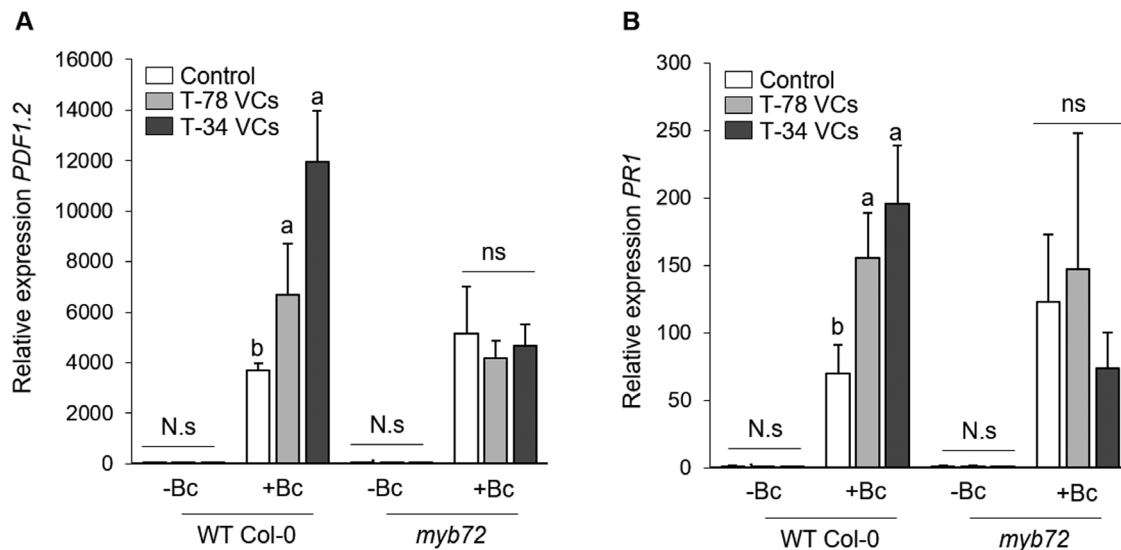 A
Relative expression PDF1.2
16000
14000
12000
10000
8000
6000
4000
2000
0
Control
T-78 VCs
T-34 VCs
N.s
b
a
a
N.s
ns
-Bc
+Bc
-Bc
+Bc
WT Col-0
myb72
B
Relative expression PR1
300
250
200
150
100
50
0
Control
T-78 VCs
T-34 VCs
N.s
b
a
a
N.s
ns
-Bc
+Bc
-Bc
+Bc
WT Col-0
myb72